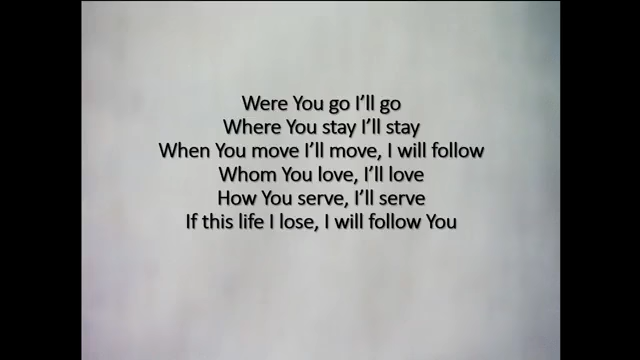 Were You go I'll go
Where You stay I'll stay
When You move I'll move, I will follow
Whom You love, I'll love
How You serve, I'll serve
If this life I lose, I will follow You